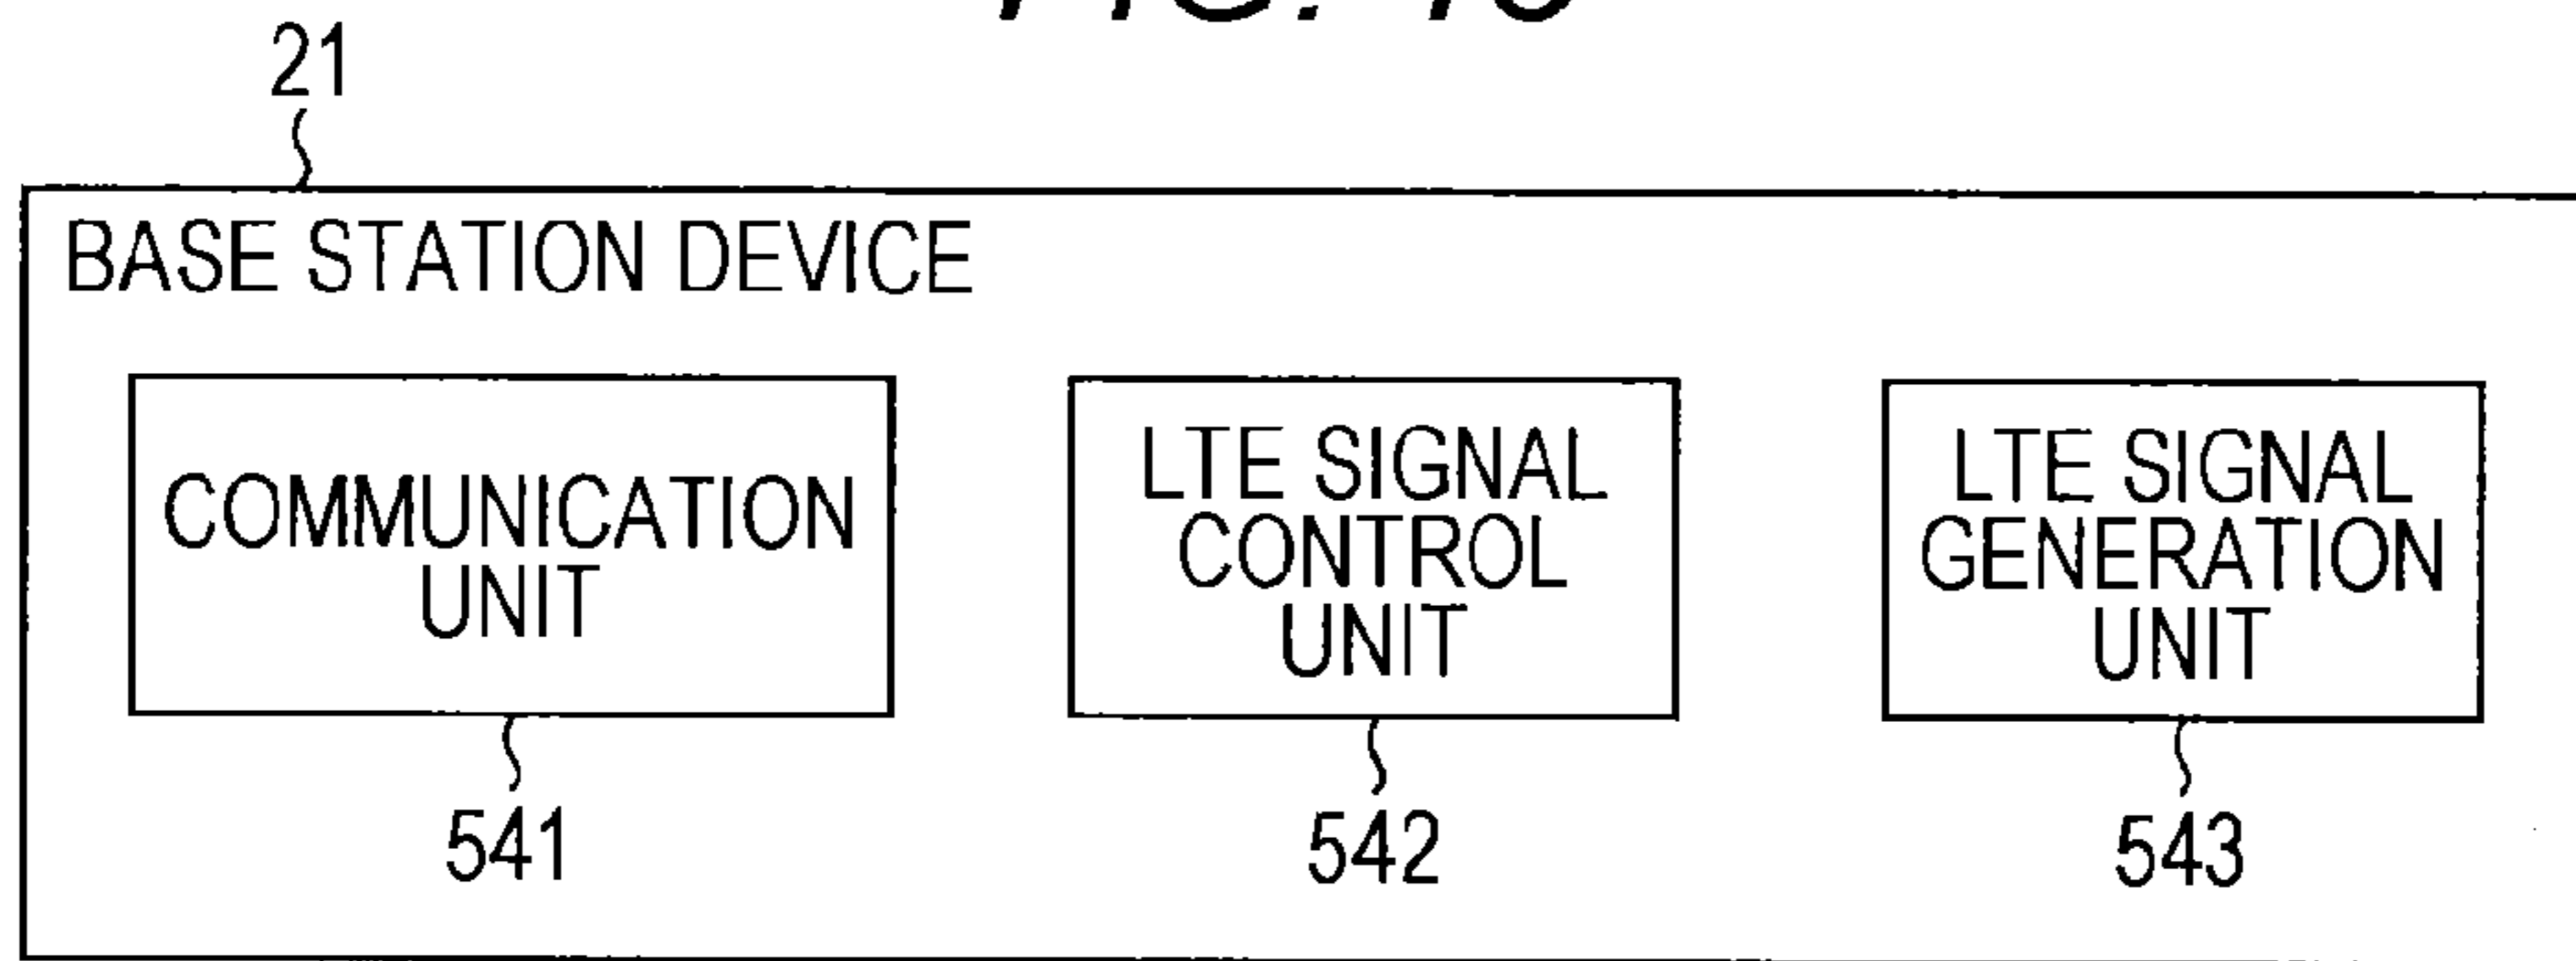 21
BASE STATION DEVICE
COMMUNICATION
UNIT
LTE SIGNAL
CONTROL
UNIT
LTE SIGNAL
GENERATION
UNIT
541
542
543